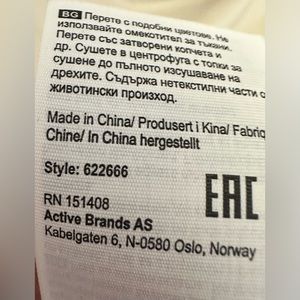 BG Перете с подобни цветове. Не
използвайте омекотител за тъкани.
Перете със затворени копчета и
др. Сушете в центрофуга с топки за
сушене до пълното изсушаване на
дрехите. Съдържа нетекстилни части с
животински произход.
Made in China/ Produsert i Kina/ Fabriq
Chine/ In China hergestellt
Style: 622666
EAC
RN 151408
Active Brands AS
Kabelgaten 6, N-0580 Oslo, Norway